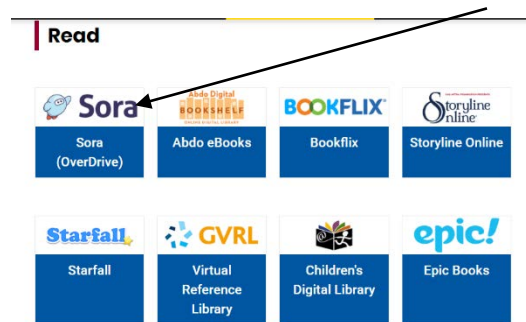 Read
Sora
Abdo Digital
BOOKSHELF
BOOKFLIX
Storyline
Online
Sora
(OverDrive)
Abdo eBooks
Bookflix
Storyline Online
Starfall
GVRL
epic!
Starfall
Virtual
Reference
Library
Children's
Digital Library
Epic Books